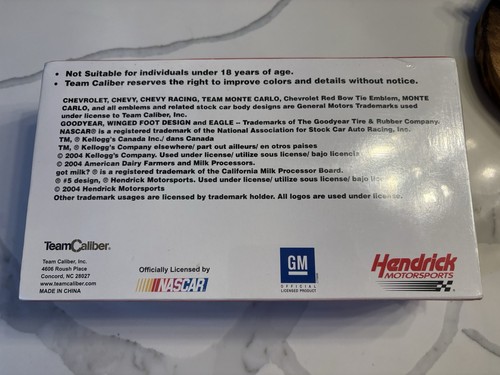 • Not Suitable for individuals under 18 years of age.
• Team Caliber reserves the right to improve colors and details without notice.
CHEVROLET, CHEVY, CHEVY RACING, TEAM MONTE CARLO, Chevrolet Red Bow Tie Emblem, MONTE
CARLO, and all emblems and related stock car body designs are General Motors Trademarks used
under license to Team Caliber, Inc.
GOODYEAR, WINGED FOOT DESIGN and EAGLE – Trademarks of The Goodyear Tire & Rubber Company.
NASCAR® is a registered trademark of the National Association for Stock Car Auto Racing, Inc.
TM, ® Kellogg's Canada Inc./ dans Canada
TM, ® Kellogg's Company elsewhere/ part out ailleurs/ en otros paises
© 2004 Kellogg's Company. Used under license/ utilize sous license/ bajo licencia
© 2004 American Dairy Farmers and Milk Processors.
got milk? ® is a registered trademark of the California Milk Processor Board.
® #5 design, ® Hendrick Motorsports. Used under license/ utilize sous license/ bajo
© 2004 Hendrick Motorsports
Other trademark usages are licensed by trademark holder. All logos are used under license.
TeamCaliber.
Team Caliber, Inc.
4606 Roush Place
Concord, NC 28027
www.teamcaliber.com
MADE IN CHINA
Officially Licensed by
NASCAR
GM
OFFICIAL
LICENSED PRODUCT
Hendrick
MOTORSPORTS